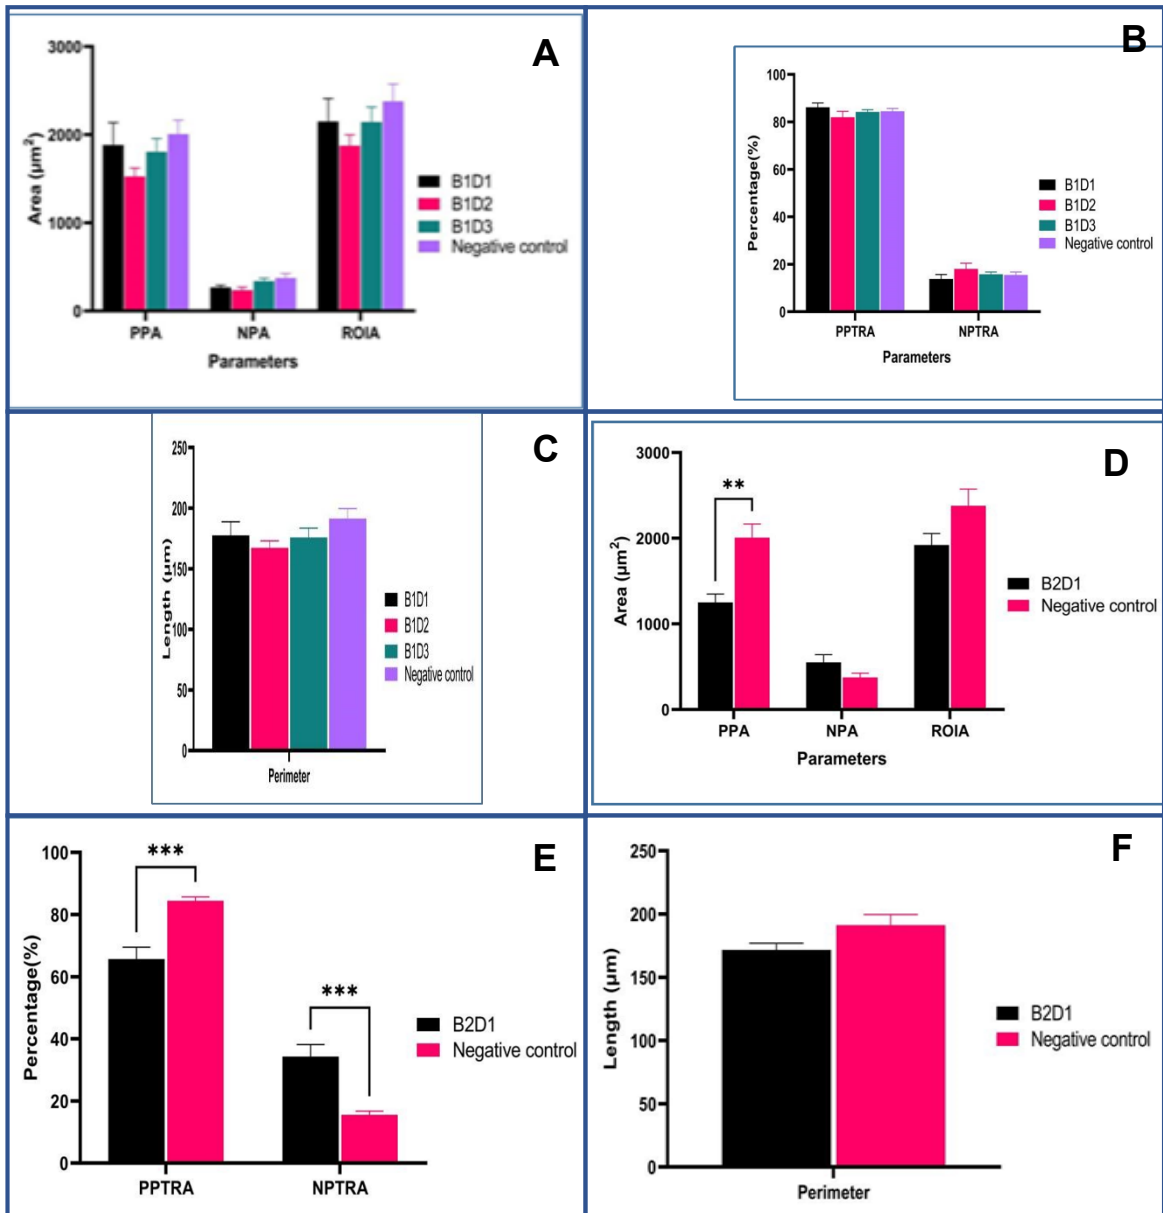 A
3000
2000
1000
0
Area (µm²)
PPA NPA ROIA
Parameters
B1D1
B1D2
B1D3
Negative control
B
100
80
60
40
20
0
Percentage(%)
PPTRA NPTRA
Parameters
B1D1
B1D2
B1D3
Negative control
C
250
200
150
100
50
0
Length (µm)
Perimeter
B1D1
B1D2
B1D3
Negative control
D
3000
2000
1000
0
Area (µm²)
**
PPA NPA ROIA
Parameters
B2D1
Negative control
E
100
80
60
40
20
0
Percentage(%)
***
***
PPTRA NPTRA
B2D1
Negative control
F
250
200
150
100
50
0
Length (µm)
Perimeter
B2D1
Negative control